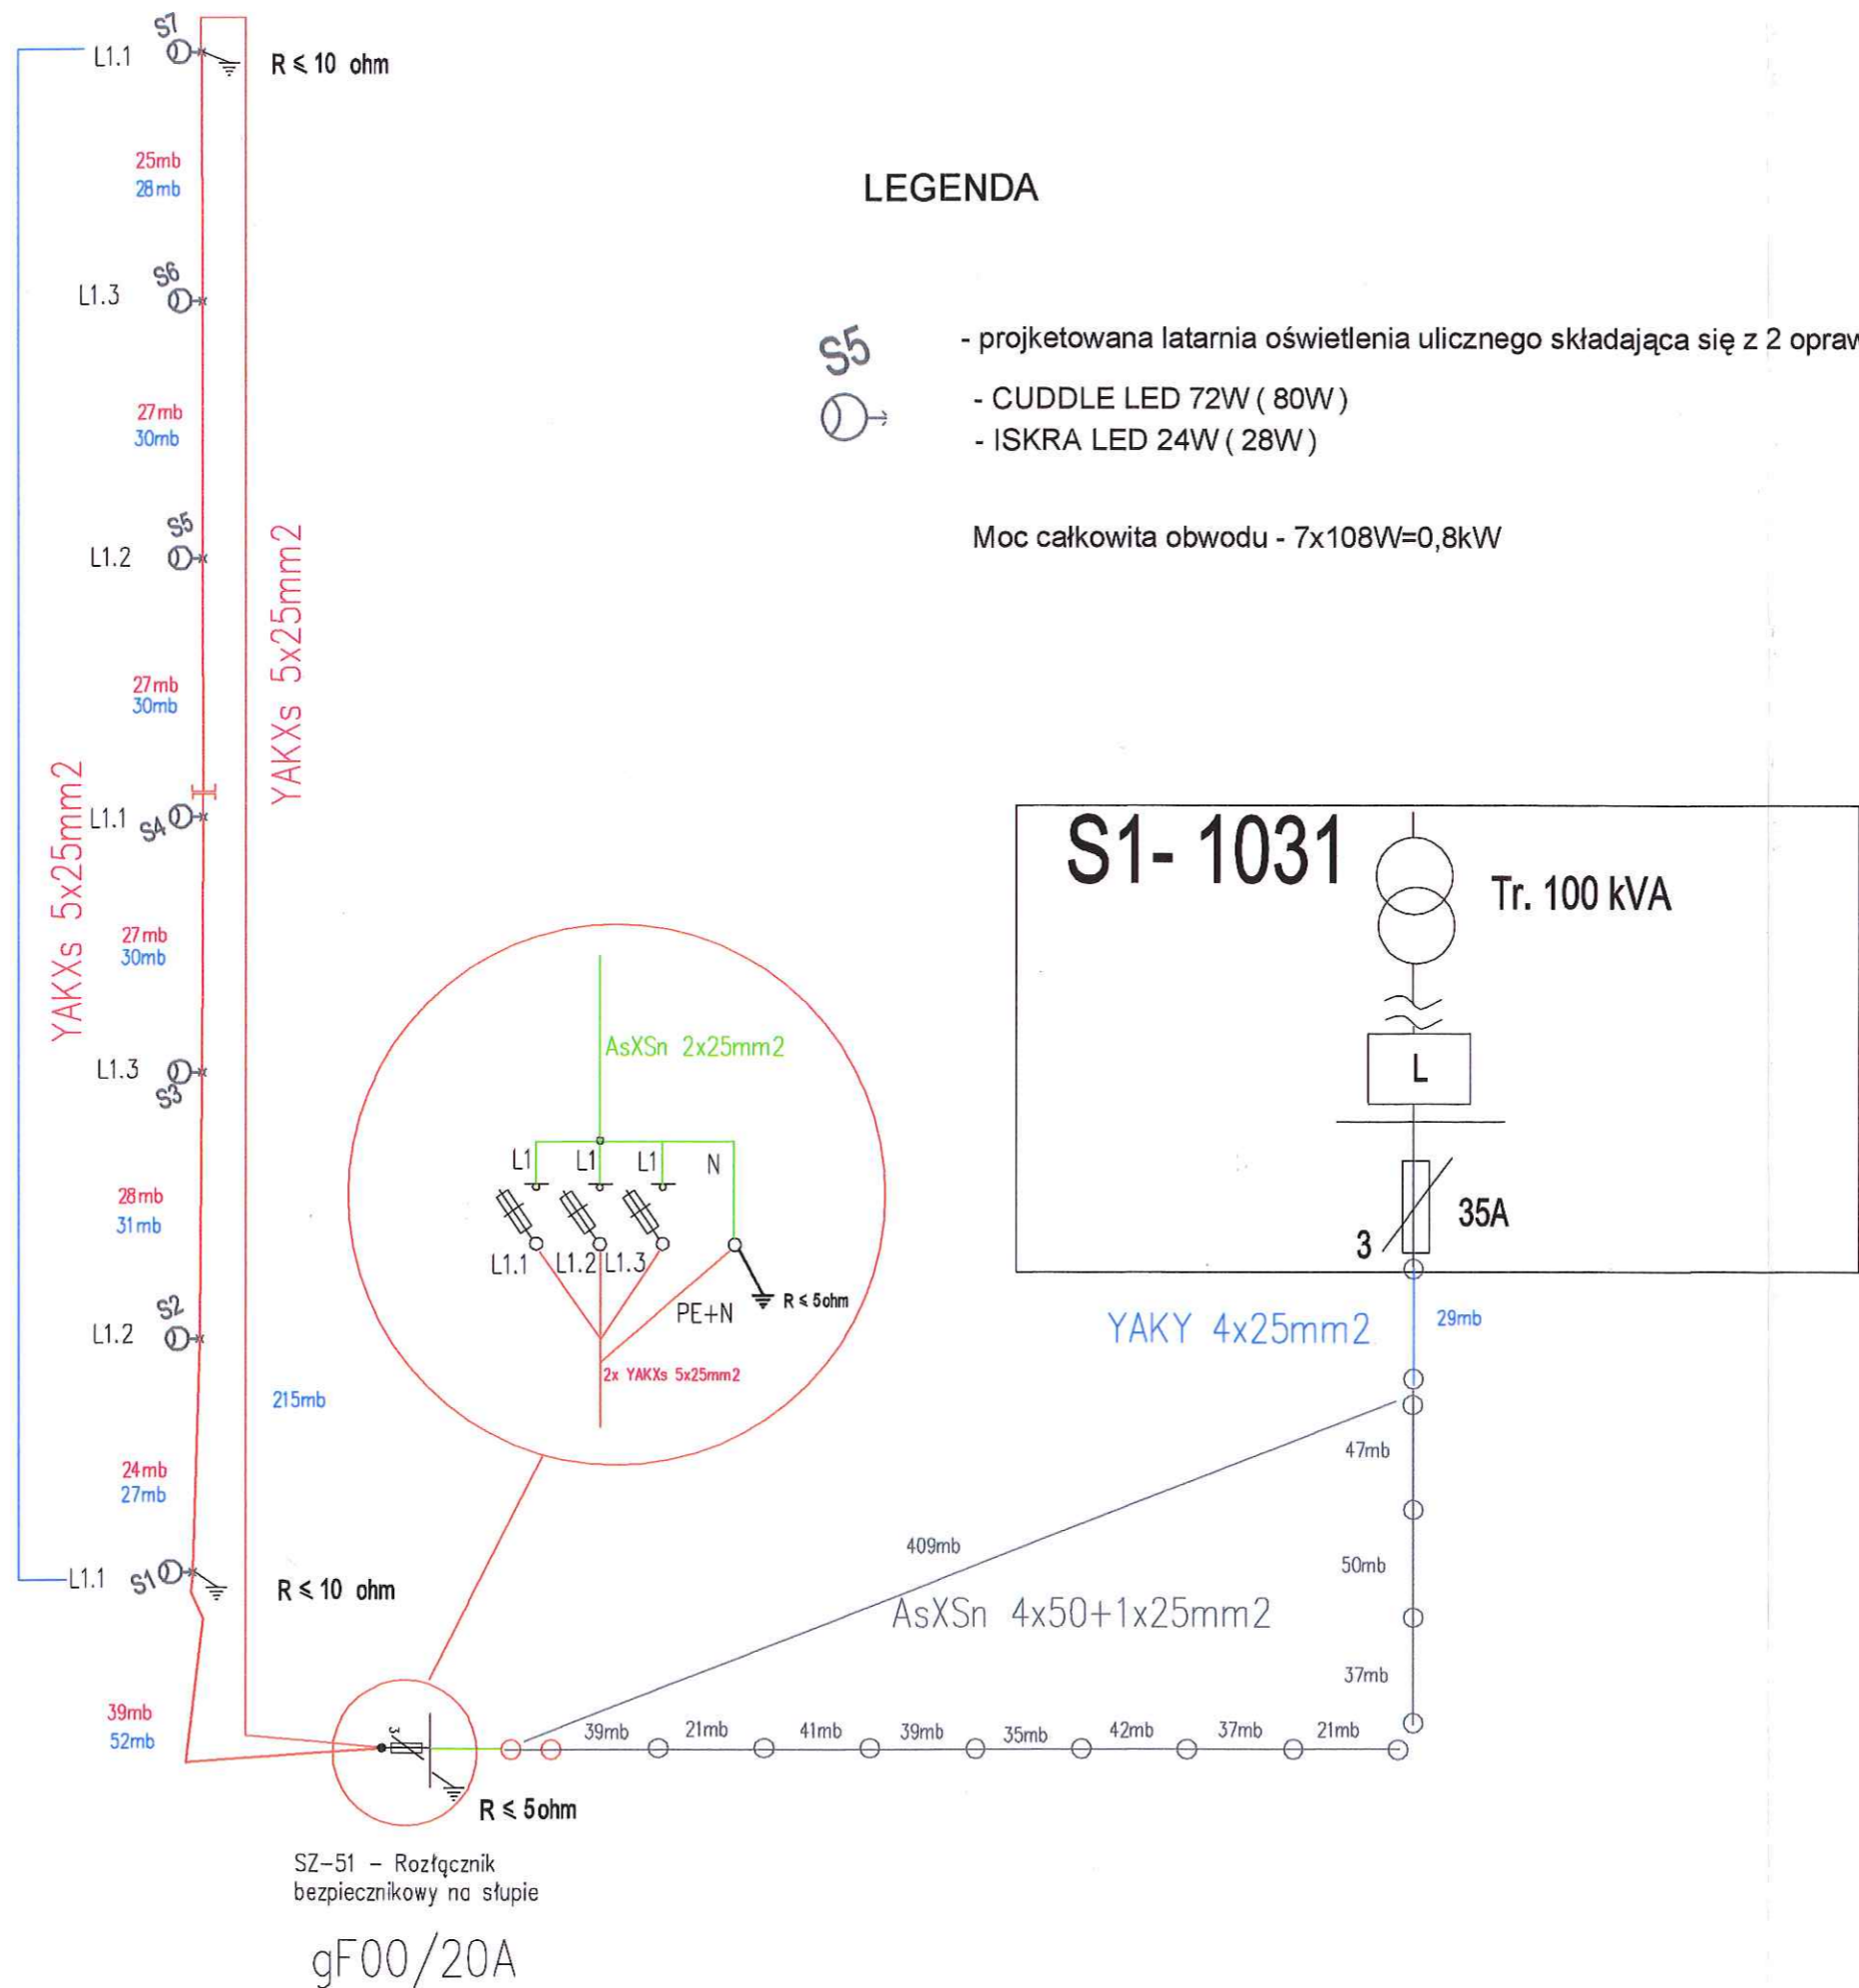 S7
L1.1
R ≤ 10 ohm
25mb
28mb
S6
L1.3
27mb
30mb
S5
L1.2
27mb
30mb
YAKXs 5x25mm2
YAKXs 5x25mm2
L1.1
S4
27mb
30mb
L1.3
S3
28mb
31mb
S2
L1.2
215mb
24mb
27mb
L1.1
S1
R ≤ 10 ohm
39mb
52mb
LEGENDA
S5
- projketowana latarnia oświetlenia ulicznego składająca się z 2 opraw
- CUDDLE LED 72W ( 80W )
- ISKRA LED 24W ( 28W )
Moc całkowita obwodu - 7x108W=0,8kW
S1- 1031
Tr. 100 kVA
L
3
35A
YAKY 4x25mm2
29mb
AsXSn 2x25mm2
L1
L1
L1
N
L1.1
L1.2
L1.3
PE+N
R ≤ 5ohm
2x YAKXs 5x25mm2
47mb
50mb
37mb
409mb
AsXSn 4x50+1x25mm2
39mb
21mb
41mb
39mb
35mb
42mb
37mb
21mb
3
R ≤ 5ohm
SZ-51 - Rozłącznik
bezpiecznikowy na słupie
gF00/20A